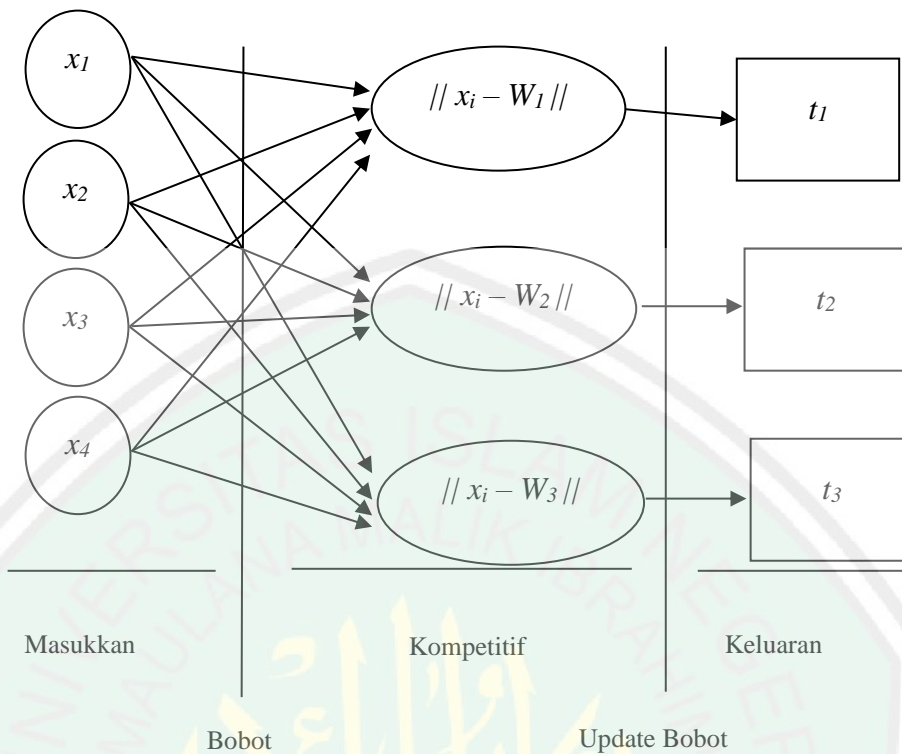 x1
|| xi – W1 ||
t1
x2
x3
|| xi – W2 ||
t2
x4
|| xi – W3 ||
t3
Masukkan
Kompetitif
Keluaran
Bobot
Update Bobot